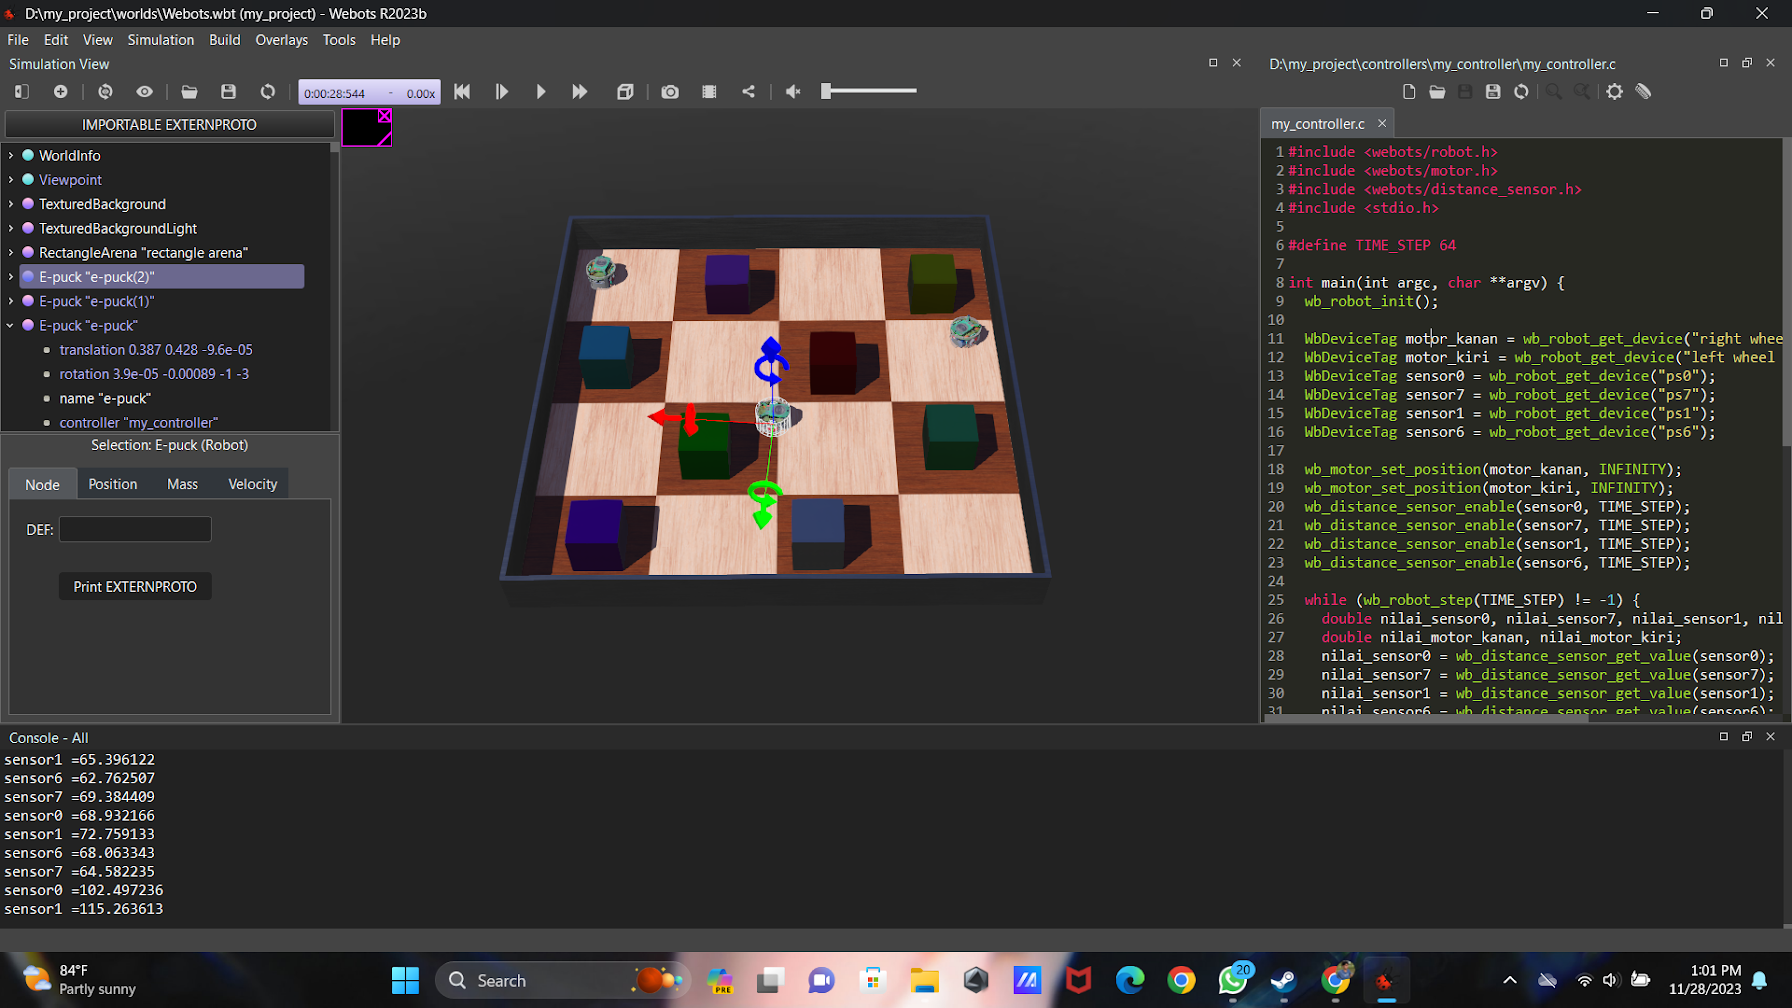 D:\my_project\worlds\Webots.wbt (my_project) - Webots R2023b
File Edit View Simulation Build Overlays Tools Help
Simulation View
0:00:28:544 - 0.00x
IMPORTABLE EXTERNPROTO
WorldInfo
Viewpoint
TexturedBackground
TexturedBackgroundLight
RectangleArena "rectangle arena"
E-puck "e-puck(2)"
E-puck "e-puck(1)"
E-puck "e-puck"
translation 0.387 0.428 -9.6e-05
rotation 3.9e-05 -0.00089 -1 -3
name "e-puck"
controller "my_controller"
Selection: E-puck (Robot)
Node Position Mass Velocity
DEF:
Print EXTERNPROTO
D:\my_project\controllers\my_controller\my_controller.c
my_controller.c
1 #include <webots/robot.h>
2 #include <webots/motor.h>
3 #include <webots/distance_sensor.h>
4 #include <stdio.h>
5
6 #define TIME_STEP 64
7
8 int main(int argc, char **argv) {
9 wb_robot_init();
10
11 WbDeviceTag motor_kanan = wb_robot_get_device("right whee
12 WbDeviceTag motor_kiri = wb_robot_get_device("left wheel
13 WbDeviceTag sensor0 = wb_robot_get_device("ps0");
14 WbDeviceTag sensor7 = wb_robot_get_device("ps7");
15 WbDeviceTag sensor1 = wb_robot_get_device("ps1");
16 WbDeviceTag sensor6 = wb_robot_get_device("ps6");
17
18 wb_motor_set_position(motor_kanan, INFINITY);
19 wb_motor_set_position(motor_kiri, INFINITY);
20 wb_distance_sensor_enable(sensor0, TIME_STEP);
21 wb_distance_sensor_enable(sensor7, TIME_STEP);
22 wb_distance_sensor_enable(sensor1, TIME_STEP);
23 wb_distance_sensor_enable(sensor6, TIME_STEP);
24
25 while (wb_robot_step(TIME_STEP) != -1) {
26 double nilai_sensor0, nilai_sensor7, nilai_sensor1, nil
27 double nilai_motor_kanan, nilai_motor_kiri;
28 nilai_sensor0 = wb_distance_sensor_get_value(sensor0);
29 nilai_sensor7 = wb_distance_sensor_get_value(sensor7);
30 nilai_sensor1 = wb_distance_sensor_get_value(sensor1);
31 nilai_sensor6 = wb_distance_sensor_get_value(sensor6);
Console - All
sensor1 =65.396122
sensor6 =62.762507
sensor7 =69.384409
sensor0 =68.932166
sensor1 =72.759133
sensor6 =68.063343
sensor7 =64.582235
sensor0 =102.497236
sensor1 =115.263613
84°F
Partly sunny
Search
PRE
20
1:01 PM
11/28/2023